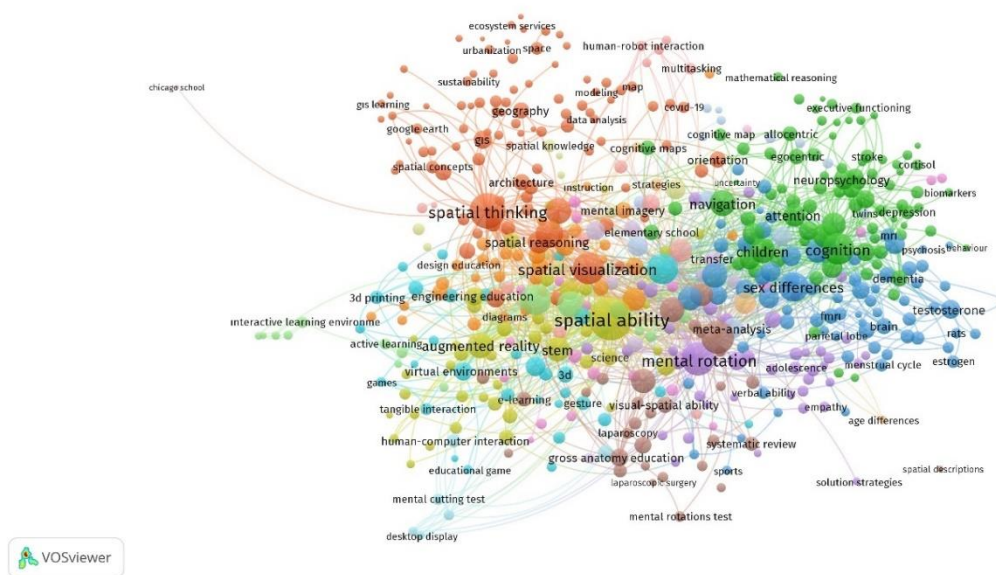 ecosystem services
urbanization space
human-robot interaction
multitasking
mathematical reasoning
chicago school
sustainability
gis learning
modeling map
executive functioning
geography
data analysis
covid-19
google earth
gis
spatial knowledge
cognitive maps
cognitive map allocentric
spatial concepts
orientation
egocentric stroke cortisol
architecture
instruction strategies
uncertainty
neuropsychology
biomarkers
spatial thinking
mental imagery
navigation
attention
twins depression
elementary school
spatial reasoning
mn
psychosis behaviour
children cognition
design education
spatial visualization
transfer
dementia
3d printing
engineering education
sex differences
interactive learning environme
diagrams
spatial ability
fmri
testosterone
meta-analysis
brain
rats
active learning
augmented reality
stem
science
parietal lobe
estrogen
mental rotation
adolescence
menstrual cycle
games
virtual environments
3d
verbal ability
tangible interaction
e-learning
gesture
visual-spatial ability
empathy
age differences
human-computer interaction
laparoscopy
systematic review
gross anatomy education
educational game
laparoscopic surgery
sports
spatial descriptions
solution strategies
mental cutting test
mental rotations test
desktop display
VOSviewer